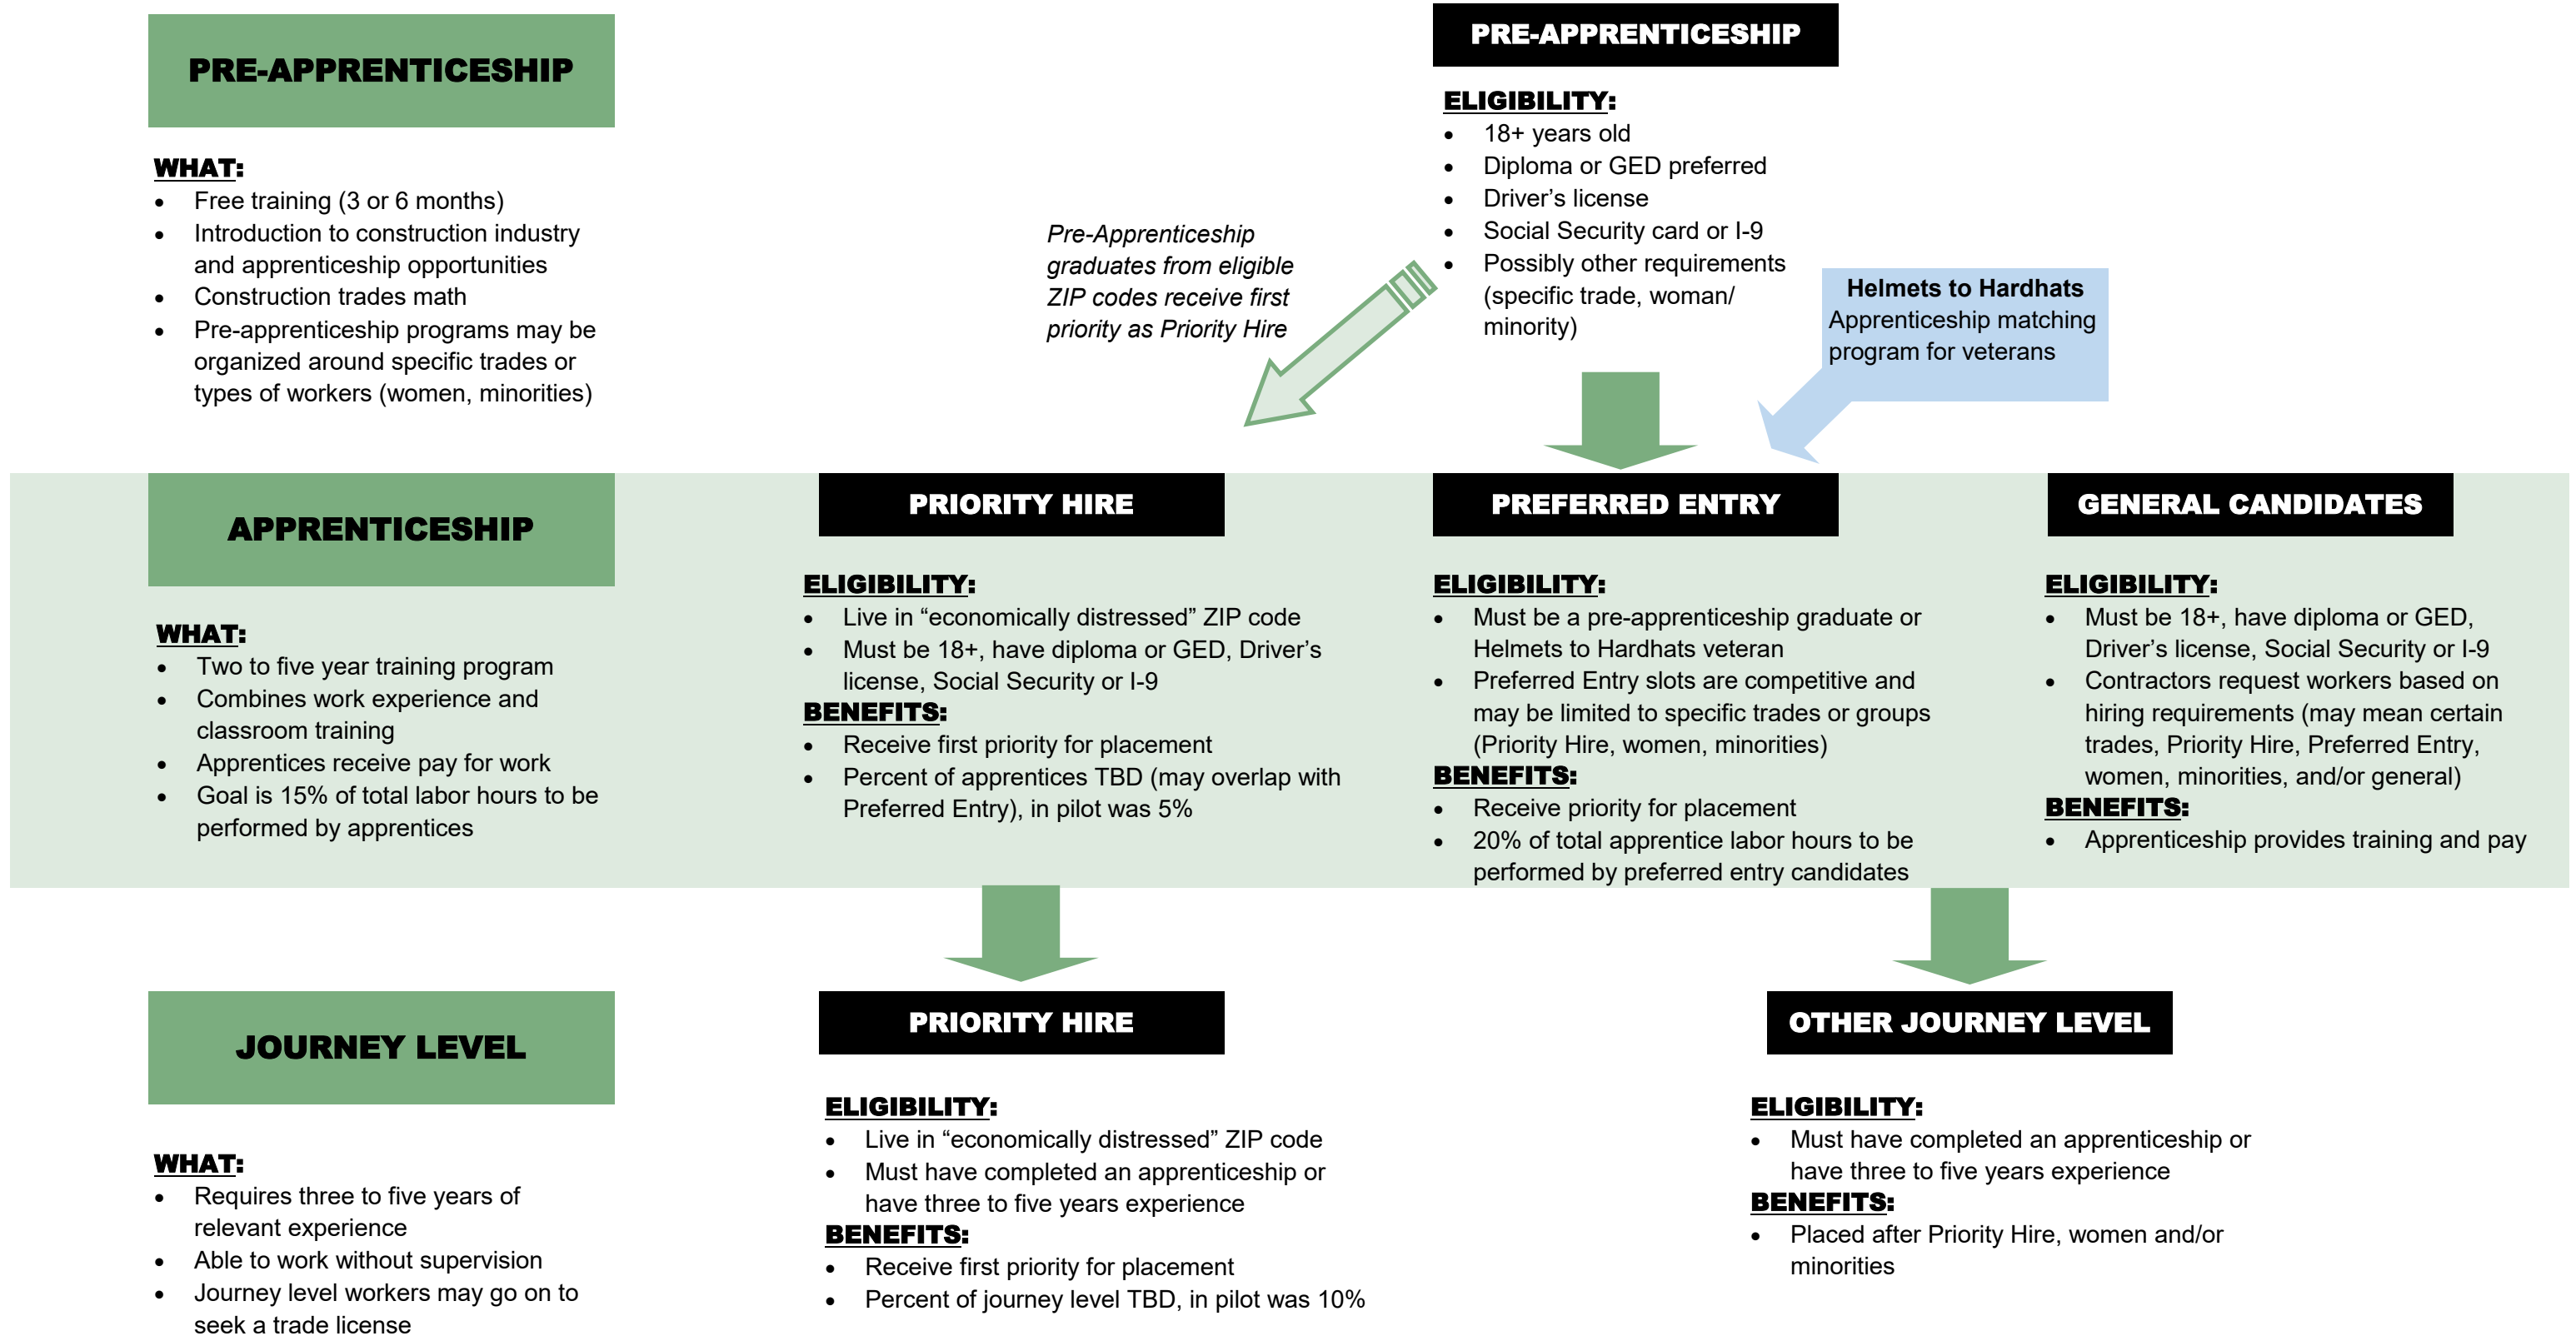 PRE-APPRENTICESHIP
WHAT:
• Free training (3 or 6 months)
• Introduction to construction industry
and apprenticeship opportunities
• Construction trades math
• Pre-apprenticeship programs may be
organized around specific trades or
types of workers (women, minorities)
Pre-Apprenticeship
graduates from eligible
ZIP codes receive first
priority as Priority Hire
PRE-APPRENTICESHIP
ELIGIBILITY:
• 18+ years old
• Diploma or GED preferred
• Driver’s license
• Social Security card or I-9
• Possibly other requirements
(specific trade, woman/
minority)
Helmets to Hardhats
Apprenticeship matching
program for veterans
APPRENTICESHIP
WHAT:
• Two to five year training program
• Combines work experience and
classroom training
• Apprentices receive pay for work
• Goal is 15% of total labor hours to be
performed by apprentices
PRIORITY HIRE
ELIGIBILITY:
• Live in “economically distressed” ZIP code
• Must be 18+, have diploma or GED, Driver’s
license, Social Security or I-9
BENEFITS:
• Receive first priority for placement
• Percent of apprentices TBD (may overlap with
Preferred Entry), in pilot was 5%
PREFERRED ENTRY
ELIGIBILITY:
• Must be a pre-apprenticeship graduate or
Helmets to Hardhats veteran
• Preferred Entry slots are competitive and
may be limited to specific trades or groups
(Priority Hire, women, minorities)
BENEFITS:
• Receive priority for placement
• 20% of total apprentice labor hours to be
performed by preferred entry candidates
GENERAL CANDIDATES
ELIGIBILITY:
• Must be 18+, have diploma or GED,
Driver’s license, Social Security or I-9
• Contractors request workers based on
hiring requirements (may mean certain
trades, Priority Hire, Preferred Entry,
women, minorities, and/or general)
BENEFITS:
• Apprenticeship provides training and pay
JOURNEY LEVEL
WHAT:
• Requires three to five years of
relevant experience
• Able to work without supervision
• Journey level workers may go on to
seek a trade license
PRIORITY HIRE
ELIGIBILITY:
• Live in “economically distressed” ZIP code
• Must have completed an apprenticeship or
have three to five years experience
BENEFITS:
• Receive first priority for placement
• Percent of journey level TBD, in pilot was 10%
OTHER JOURNEY LEVEL
ELIGIBILITY:
• Must have completed an apprenticeship or
have three to five years experience
BENEFITS:
• Placed after Priority Hire, women and/or
minorities